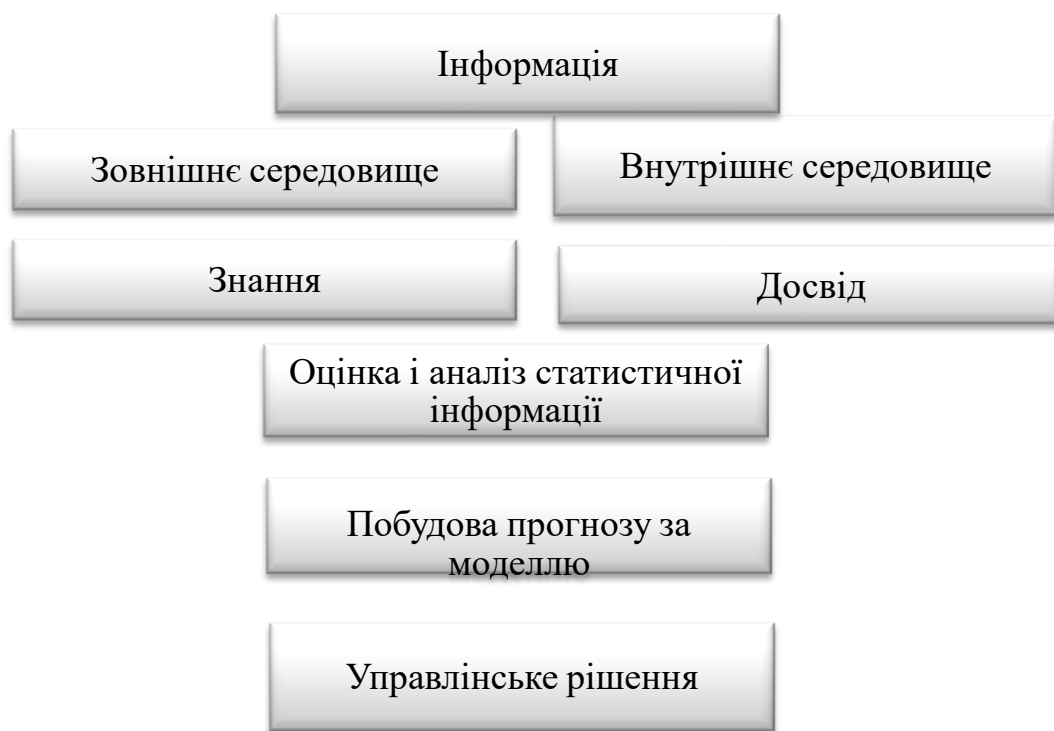 Інформація
Зовнішнє середовище
Внутрішнє середовище
Знання
Досвід
Оцінка і аналіз статистичної
інформації
Побудова прогнозу за
моделлю
Управлінське рішення